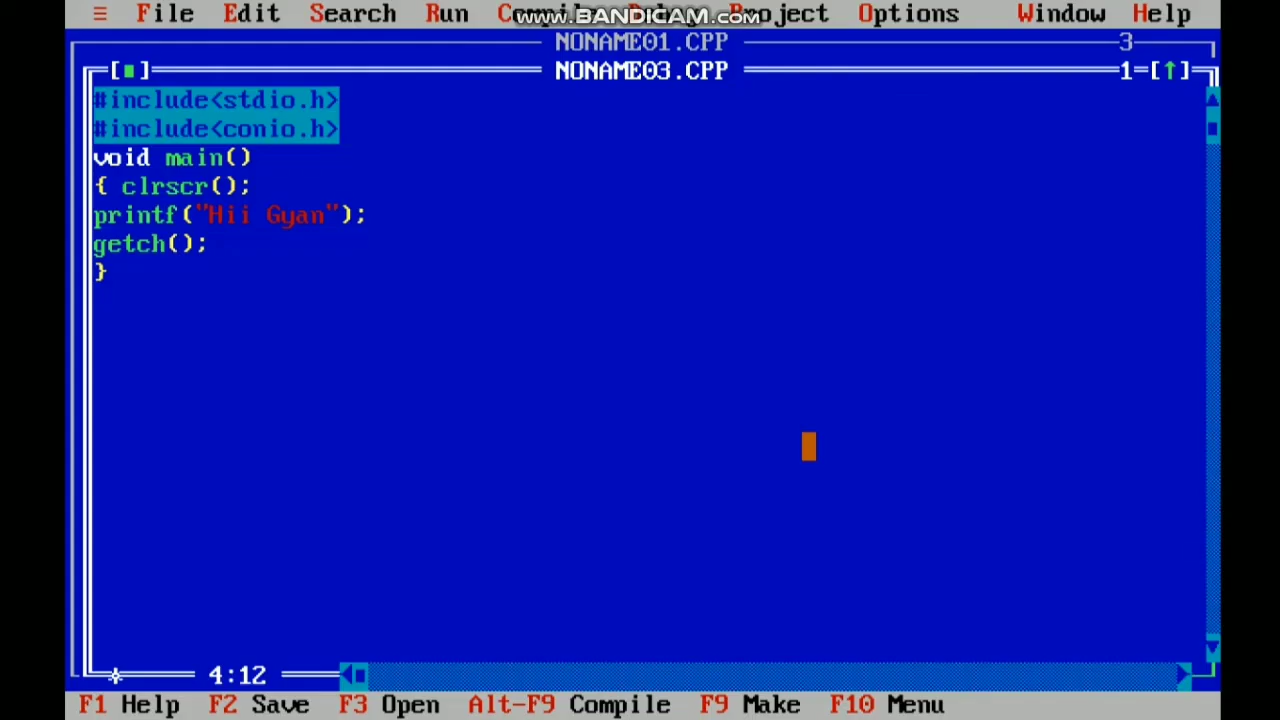 ≡ File Edit Search Run Compile Debug Project Options Window Help
www.BANDICAM.com
NONAME01.CPP 3
[■] NONAME03.CPP 1=[↑]
#include<stdio.h>
#include<conio.h>
void main()
{ clrscr();
printf("Hii Gyan");
getch();
}
4:12
F1 Help F2 Save F3 Open Alt-F9 Compile F9 Make F10 Menu